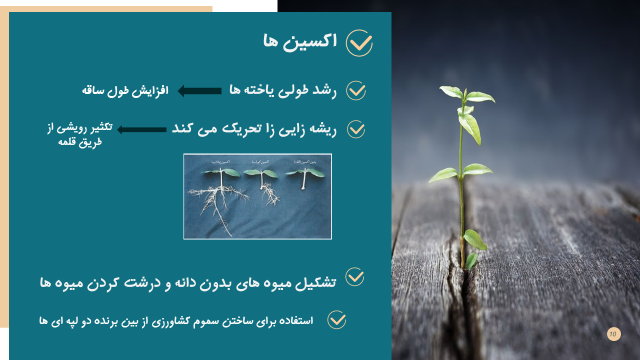 اکسین ها
رشد طولی یاخته ها
افزایش طول ساقه
ریشه زایی را تحریک می کند
تکثیر رویشی از
طریق قلمه
تشکیل میوه های بدون دانه و درشت کردن میوه ها
استفاده برای ساختن سموم کشاورزی از بین برنده دو لپه ای ها
10